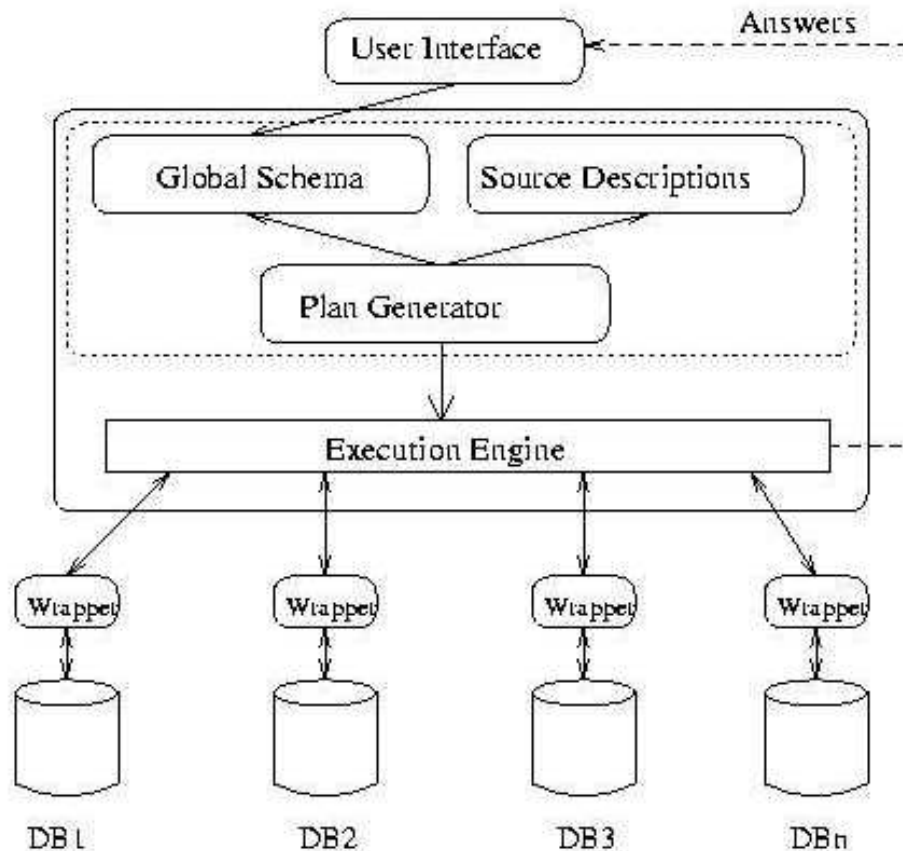 Answers
User Interface
Global Schema
Source Descriptions
Plan Generator
Execution Engine
Wrapper
Wrapper
Wrapper
Wrapper
DB1
DB2
DB3
DBn